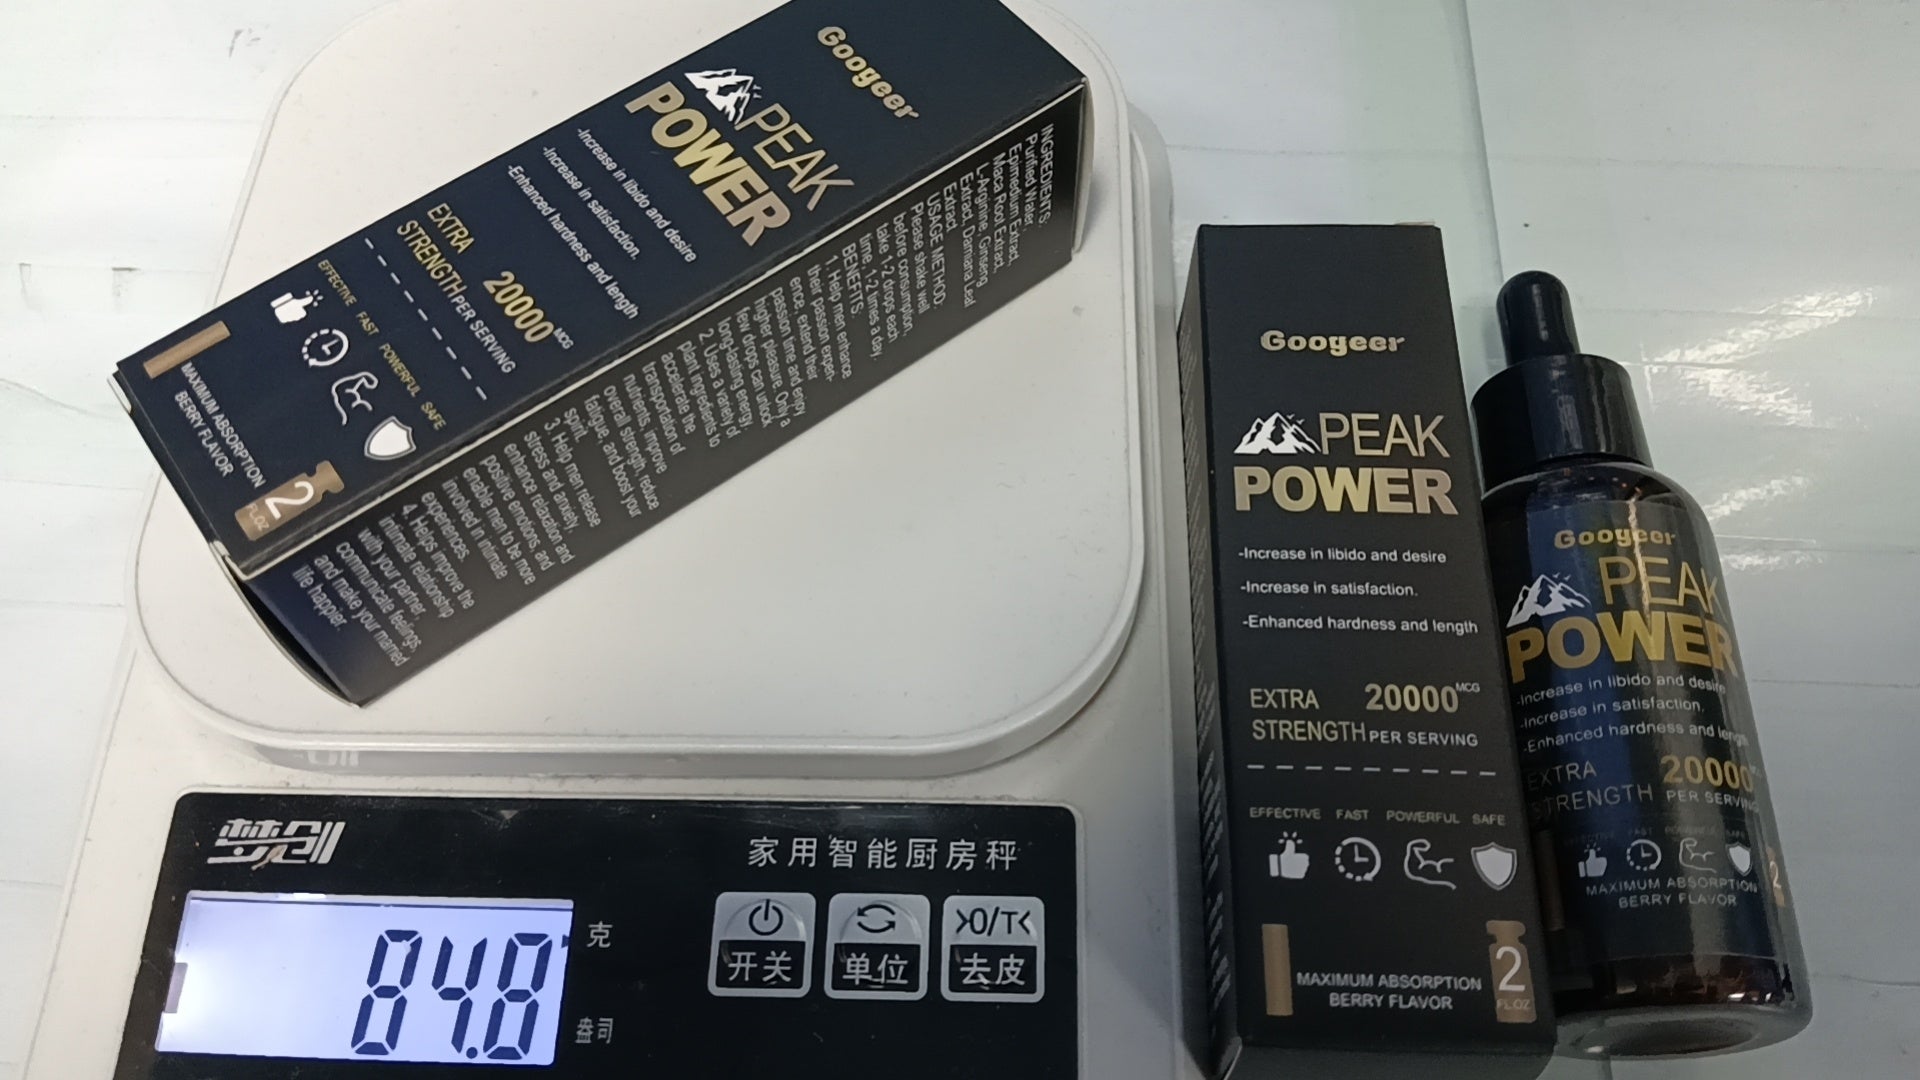 Googeer
PEAK
POWER
-Increase in libido and desire
-Increase in satisfaction.
-Enhanced hardness and length
EXTRA
STRENGTH
20000 MCG
PER SERVING
EFFECTIVE FAST POWERFUL SAFE
MAXIMUM ABSORPTION
BERRY FLAVOR
2
FL.OZ
INGREDIENTS:
Purified Water,
Epimedium Extract,
Maca Root Extract,
L-Arginine, Ginseng
Extract, Damiana Leaf
Extract
USAGE METHOD:
Please shake well
before consumption,
take 1-2 drops each
time, 1-2 times a day.
BENEFITS:
1. Help men enhance
their passion experi-
ence, extend their
passion time and enjoy
higher pleasure. Only a
few drops can unlock
long-lasting energy.
2. Uses a variety of
plant ingredients to
accelerate the
transportation of
nutrients, improve
overall strength, reduce
fatigue, and boost your
spirit.
3. Help men release
stress and anxiety,
enhance relaxation and
positive emotions, and
enable men to be more
involved in intimate
experiences.
4. Helps improve the
intimate relationship
with your partner,
communicate feelings,
and make your married
life happier.
Googeer
PEAK
POWER
-Increase in libido and desire
-Increase in satisfaction.
-Enhanced hardness and length
EXTRA
STRENGTH
20000 MCG
PER SERVING
EFFECTIVE FAST POWERFUL SAFE
MAXIMUM ABSORPTION
BERRY FLAVOR
2
FL.OZ
Googeer
PEAK
POWER
-Increase in libido and desire
-Increase in satisfaction.
-Enhanced hardness and length
EXTRA
STRENGTH
20000
PER SERVING
EFFECTIVE FAST POWERFUL SAFE
MAXIMUM ABSORPTION
BERRY FLAVOR
2
梦创
家用智能厨房秤
84.8
克
盎司
开关
单位
>0/T<
去皮